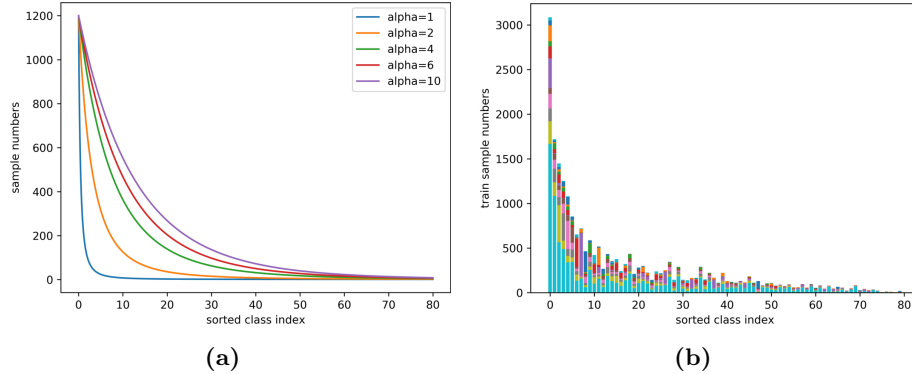 1200
1000
800
600
400
200
0
sample numbers
alpha=1
alpha=2
alpha=4
alpha=6
alpha=10
0 10 20 30 40 50 60 70 80
sorted class index
(a)
3000
2500
2000
1500
1000
500
0
train sample numbers
0 10 20 30 40 50 60 70 80
sorted class index
(b)